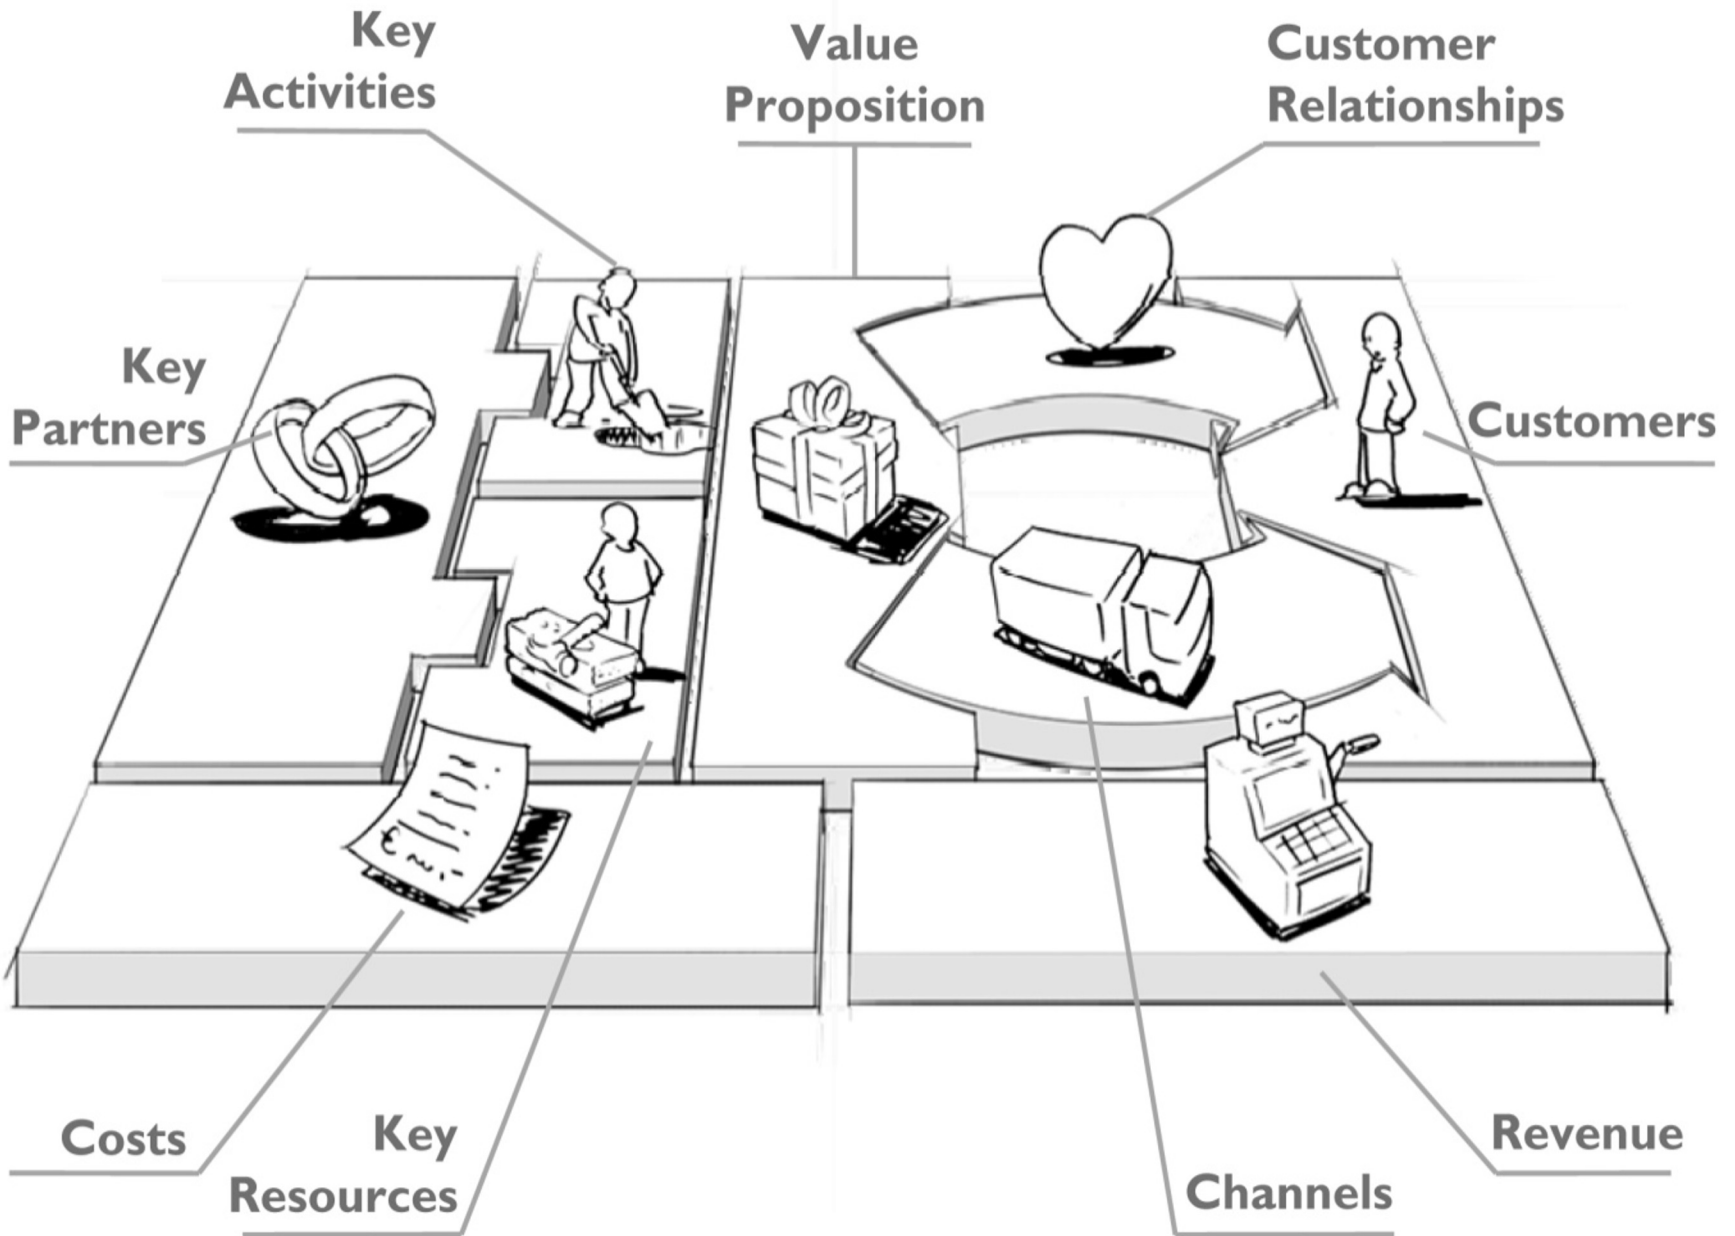 Key
Activities
Value
Proposition
Customer
Relationships
Key
Partners
Customers
€
Costs
Key
Resources
Channels
Revenue